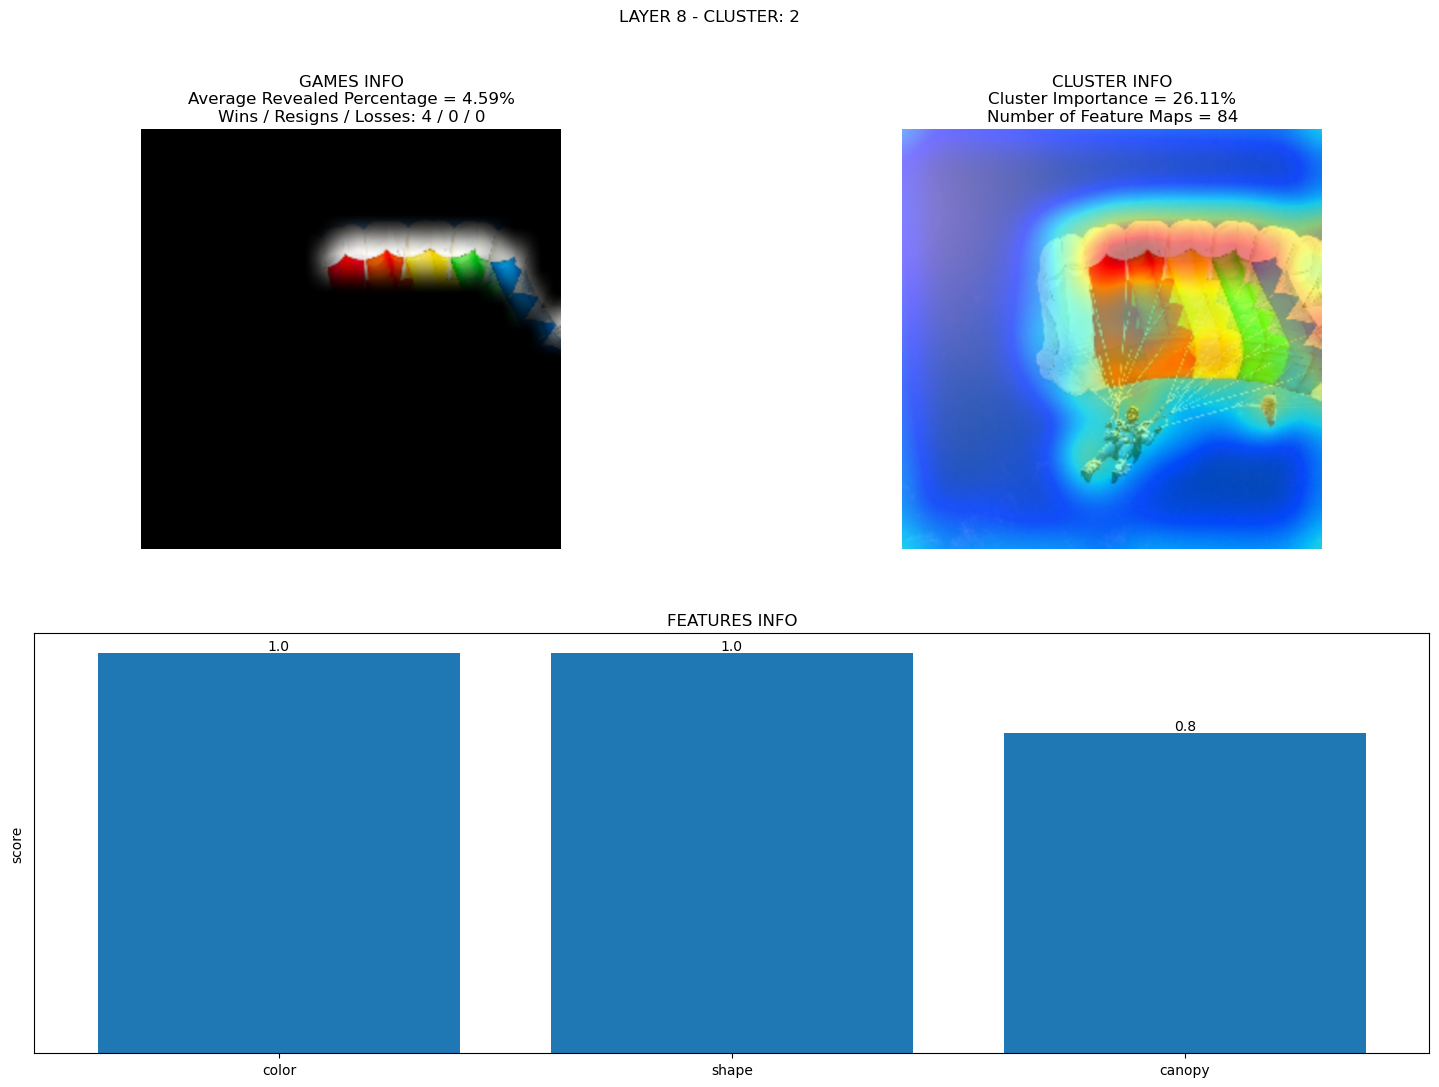 LAYER 8 - CLUSTER: 2
GAMES INFO
Average Revealed Percentage = 4.59%
Wins / Resigns / Losses: 4 / 0 / 0
CLUSTER INFO
Cluster Importance = 26.11%
Number of Feature Maps = 84
FEATURES INFO
1.0
1.0
0.8
score
color
shape
canopy